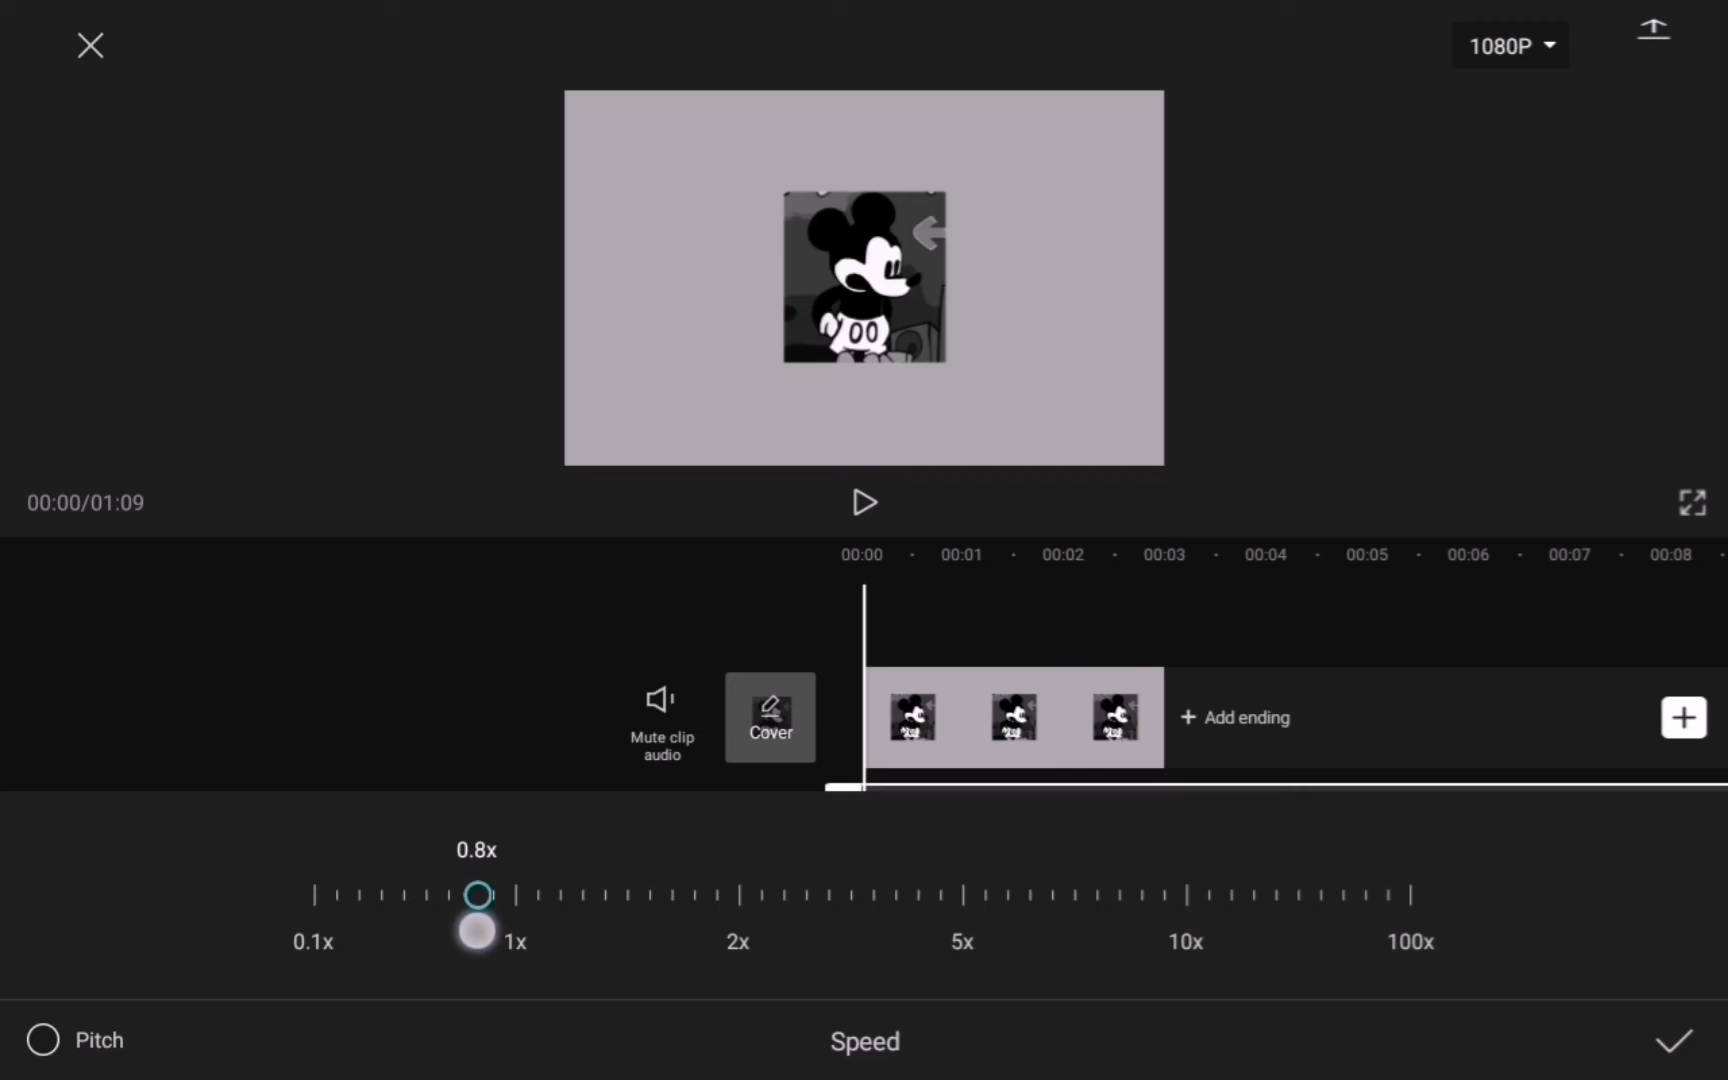 1080P
00:00/01:09
00:00 00:01 00:02 00:03 00:04 00:05 00:06 00:07 00:08
Mute clip
audio
Cover
+ Add ending
0.8x
0.1x 1x 2x 5x 10x 100x
Pitch
Speed